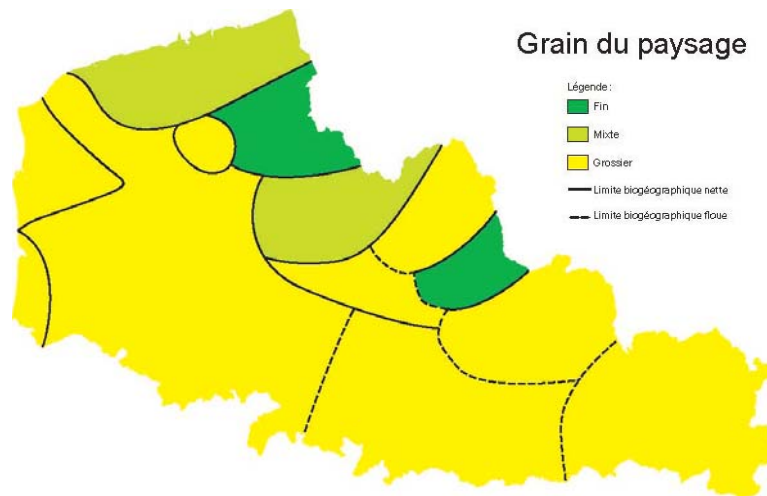 Grain du paysage
Légende :
Fin
Mixte
Grossier
Limite biogéographique nette
Limite biogéographique floue